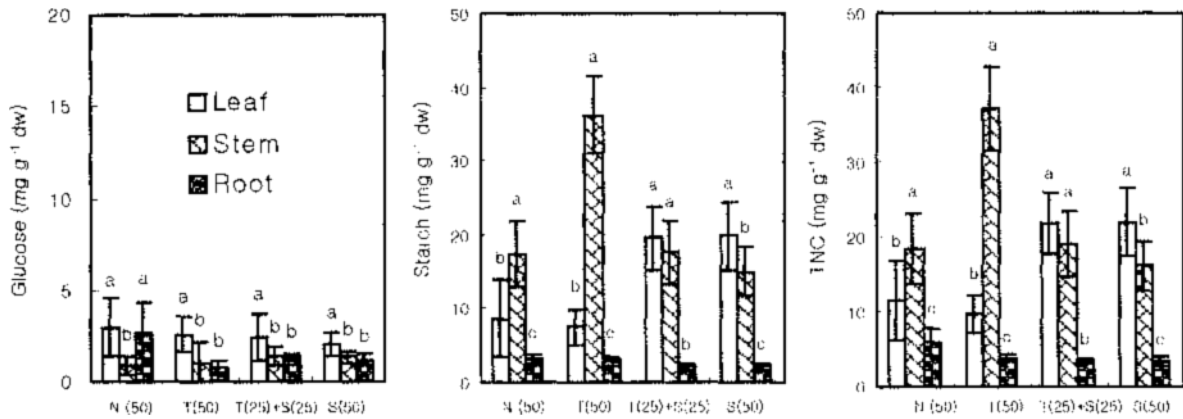 20
15
10
5
0
Glucose (mg g⁻¹ dw)
Leaf
Stem
Root
a b a
a b b
a b b
a b b
N (50) T(50) T(25)+S(25) S(50)
50
40
30
20
10
0
Starch (mg g⁻¹ dw)
b a c
b a c
a a b
a b c
N (50) T(50) T(25)+S(25) S(50)
50
40
30
20
10
0
TNC (mg g⁻¹ dw)
b a c
b a c
a a b
a b c
N (50) T(50) T(25)+S(25) S(50)